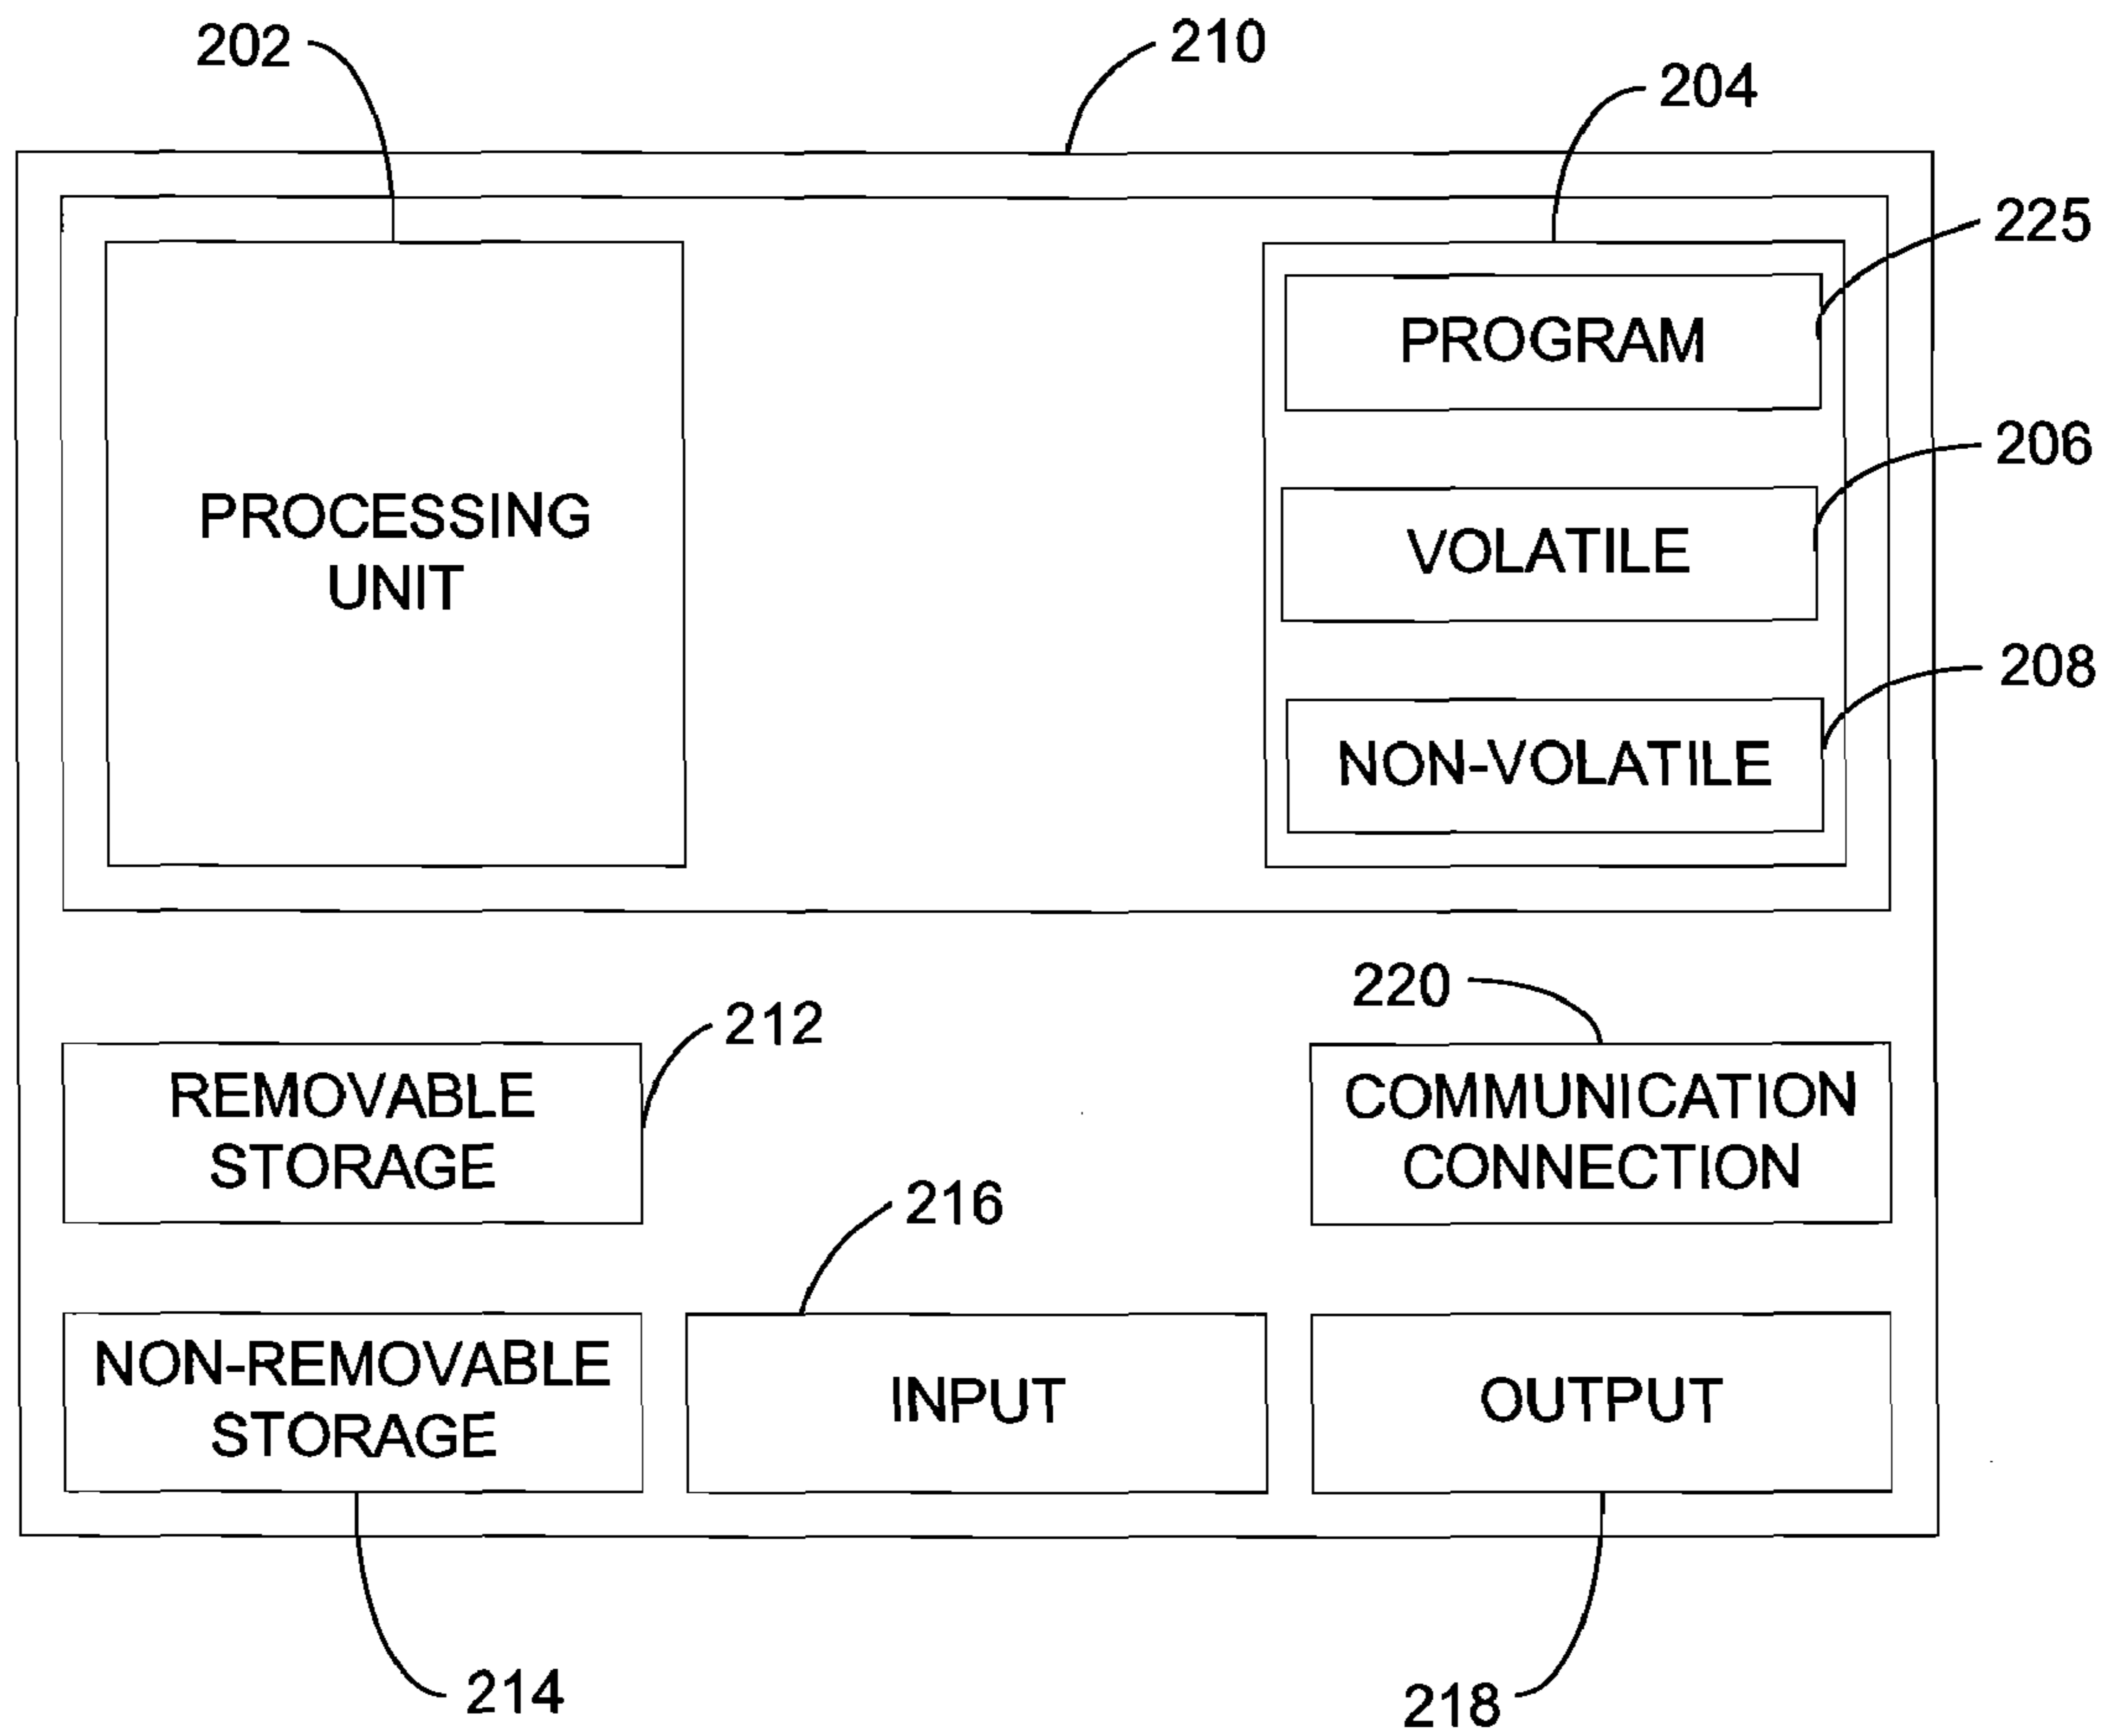 202
210
204
225
PROGRAM
206
PROCESSING
UNIT
VOLATILE
208
NON-VOLATILE
220
212
REMOVABLE
STORAGE
COMMUNICATION
CONNECTION
216
NON-REMOVABLE
STORAGE
INPUT
OUTPUT
214
218